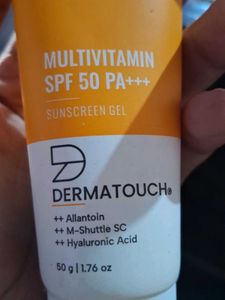 MULTIVITAMIN
SPF 50 PA+++
SUNSCREEN GEL
DERMATOUCH®
++ Allantoin
++ M-Shuttle SC
++ Hyaluronic Acid
50 g | 1.76 oz